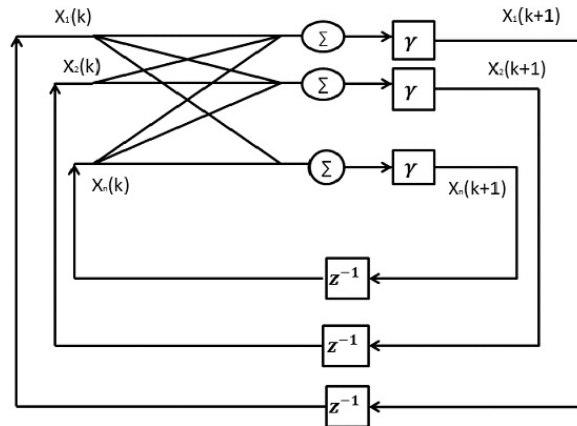 X₁(k) Σ γ X₁(k+1)
X₂(k) Σ γ X₂(k+1)
Xₙ(k) Σ γ Xₙ(k+1)
z⁻¹
z⁻¹
z⁻¹